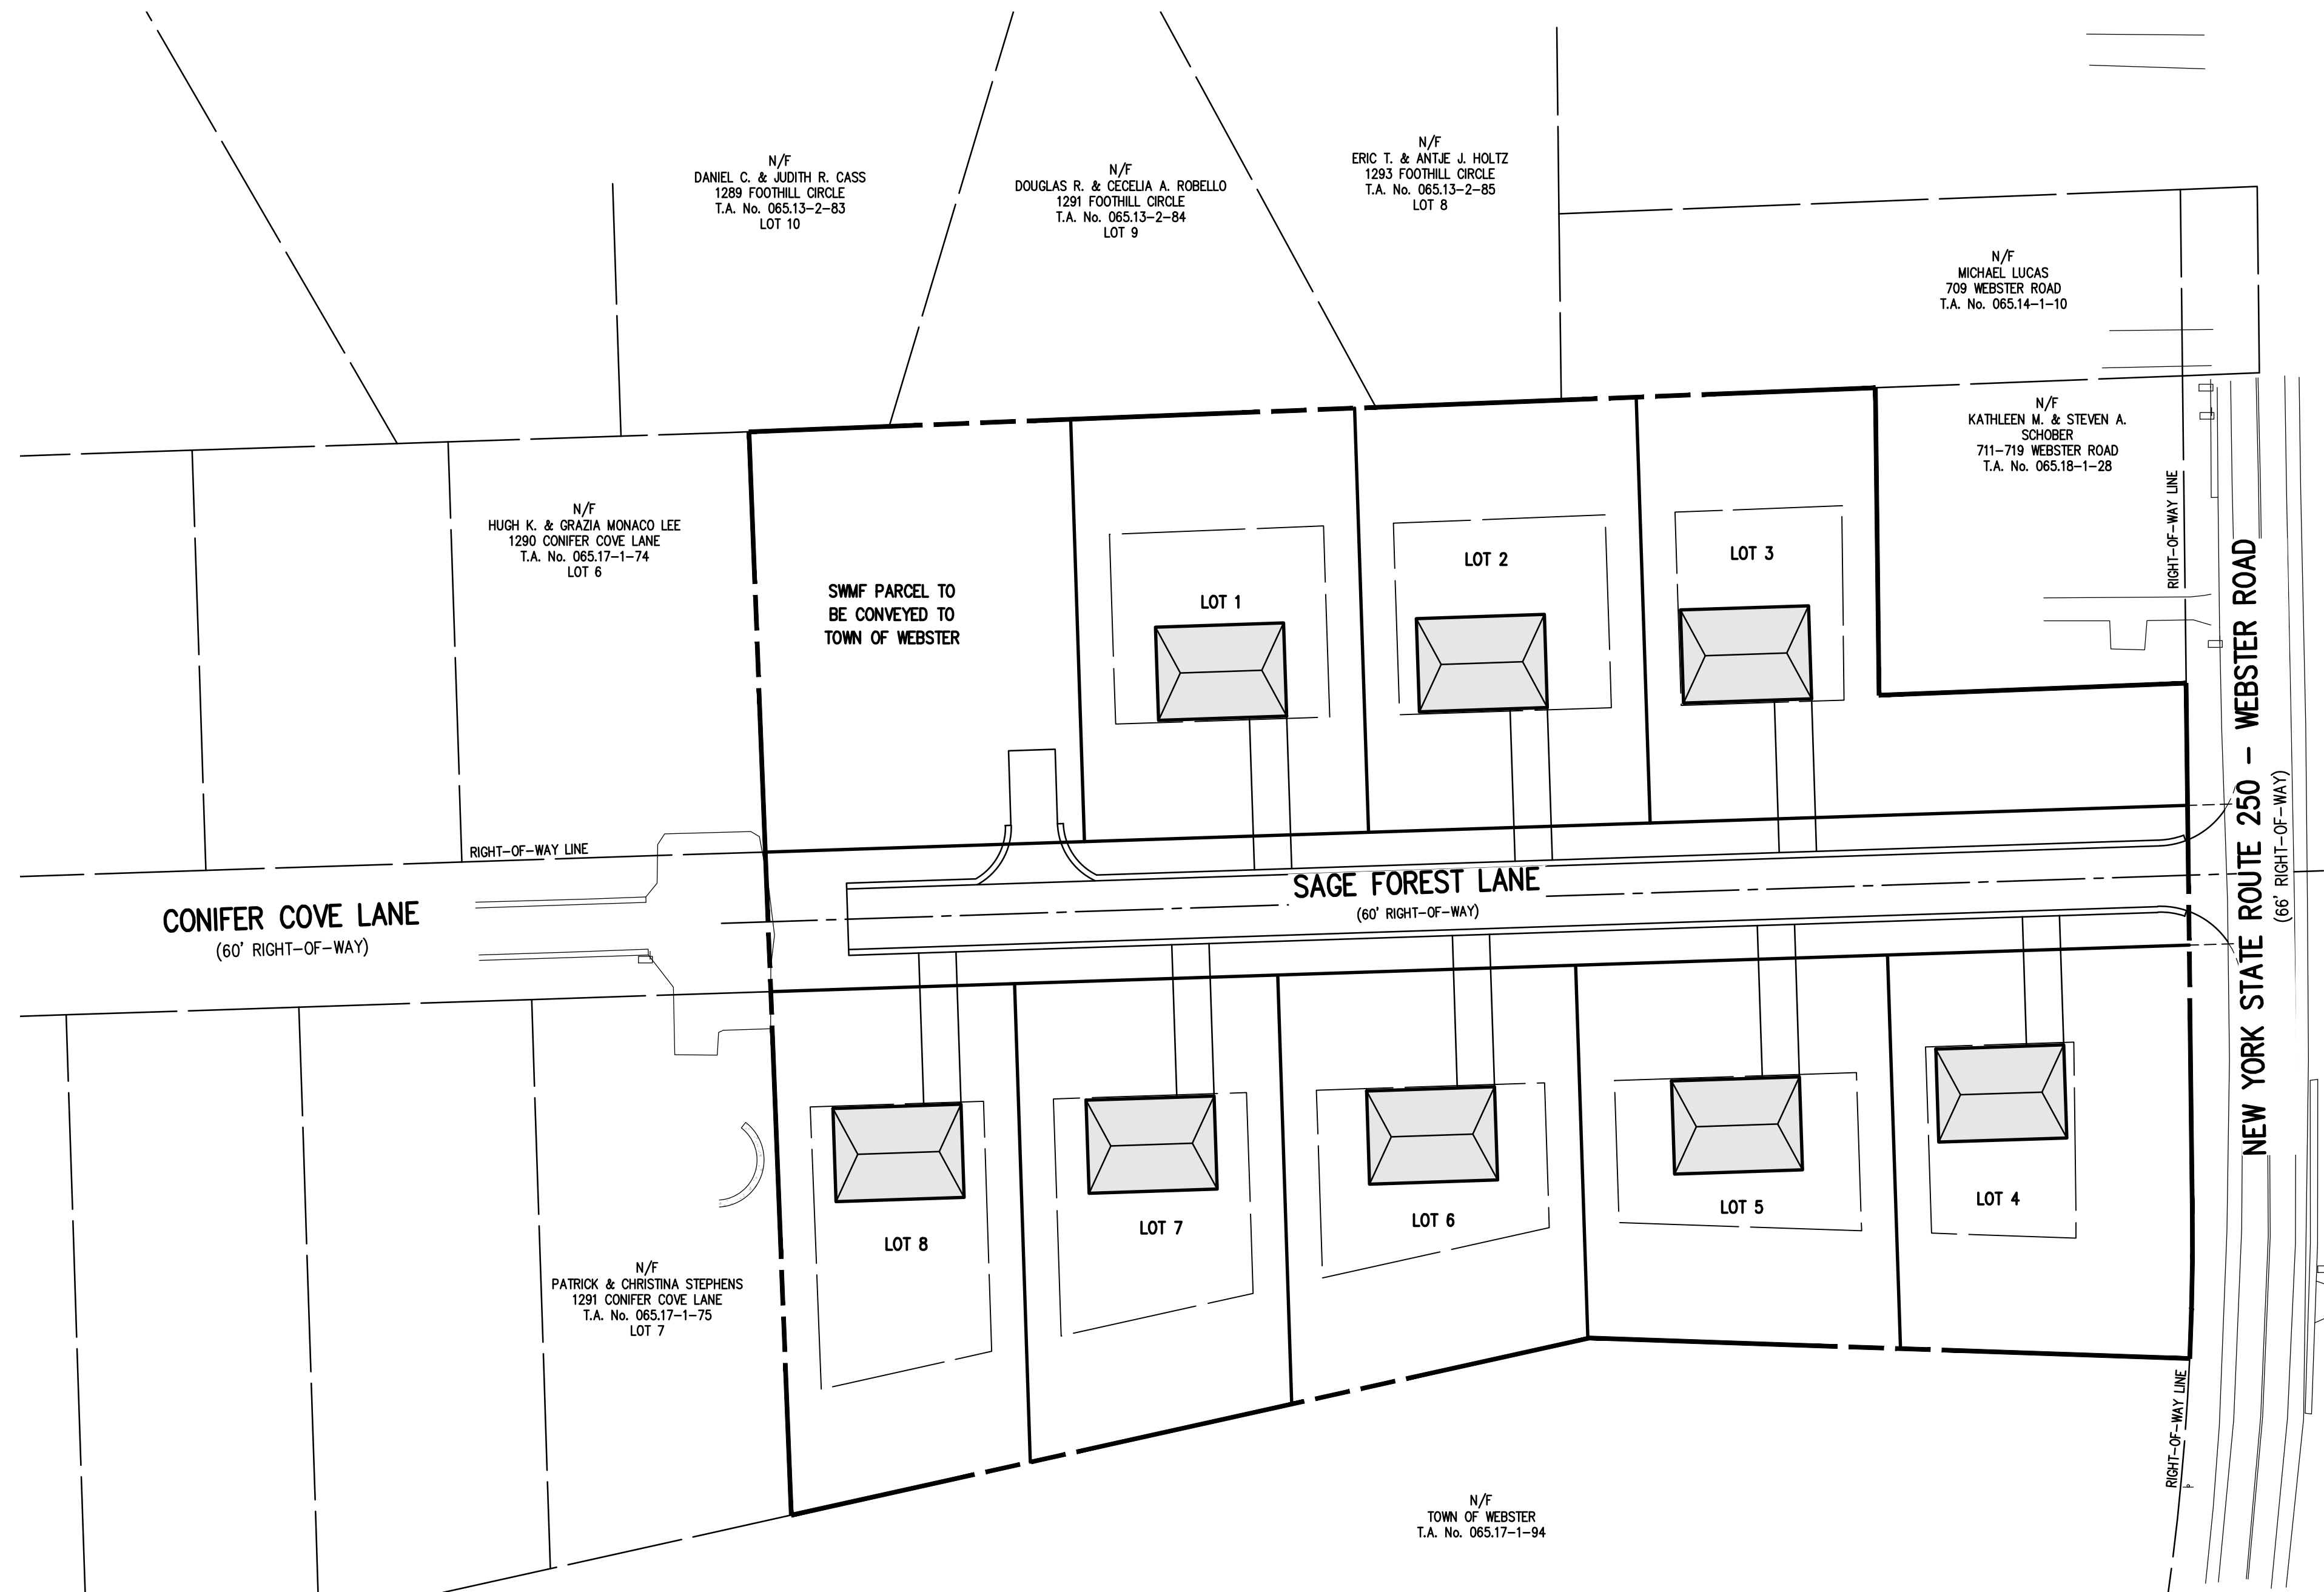 N/F
DANIEL C. & JUDITH R. CASS
1289 FOOTHILL CIRCLE
T.A. No. 065.13-2-83
LOT 10
N/F
DOUGLAS R. & CECELIA A. ROBELLO
1291 FOOTHILL CIRCLE
T.A. No. 065.13-2-84
LOT 9
N/F
ERIC T. & ANTJE J. HOLTZ
1293 FOOTHILL CIRCLE
T.A. No. 065.13-2-85
LOT 8
N/F
MICHAEL LUCAS
709 WEBSTER ROAD
T.A. No. 065.14-1-10
N/F
KATHLEEN M. & STEVEN A.
SCHOBER
711-719 WEBSTER ROAD
T.A. No. 065.18-1-28
RIGHT-OF-WAY LINE
N/F
HUGH K. & GRAZIA MONACO LEE
1290 CONIFER COVE LANE
T.A. No. 065.17-1-74
LOT 6
SWMF PARCEL TO
BE CONVEYED TO
TOWN OF WEBSTER
LOT 1
LOT 2
LOT 3
NEW YORK STATE ROUTE 250 - WEBSTER ROAD
(66' RIGHT-OF-WAY)
RIGHT-OF-WAY LINE
CONIFER COVE LANE
(60' RIGHT-OF-WAY)
SAGE FOREST LANE
(60' RIGHT-OF-WAY)
LOT 8
LOT 7
LOT 6
LOT 5
LOT 4
N/F
PATRICK & CHRISTINA STEPHENS
1291 CONIFER COVE LANE
T.A. No. 065.17-1-75
LOT 7
RIGHT-OF-WAY LINE
N/F
TOWN OF WEBSTER
T.A. No. 065.17-1-94